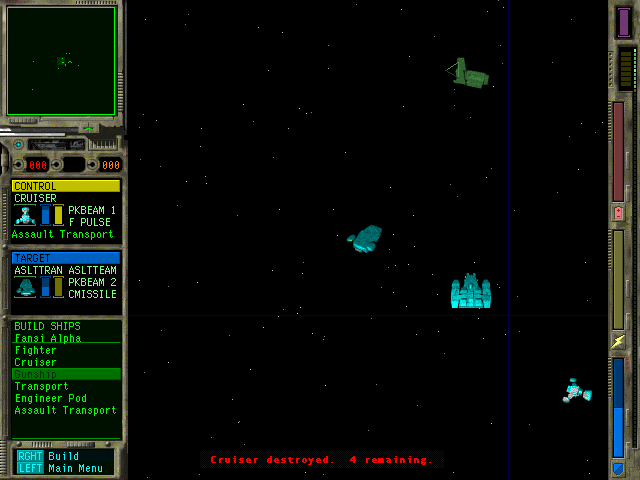 000 000
CONTROL
CRUISER
PKBEAM 1
F PULSE
Assault Transport
TARGET
ASLTTRAN ASLTTEAM
PKBEAM 2
CMISSILE
BUILD SHIPS
Fansi Alpha
Fighter
Cruiser
Gunship
Transport
Engineer Pod
Assault Transport
RGHT Build
LEFT Main Menu
Cruiser destroyed. 4 remaining.